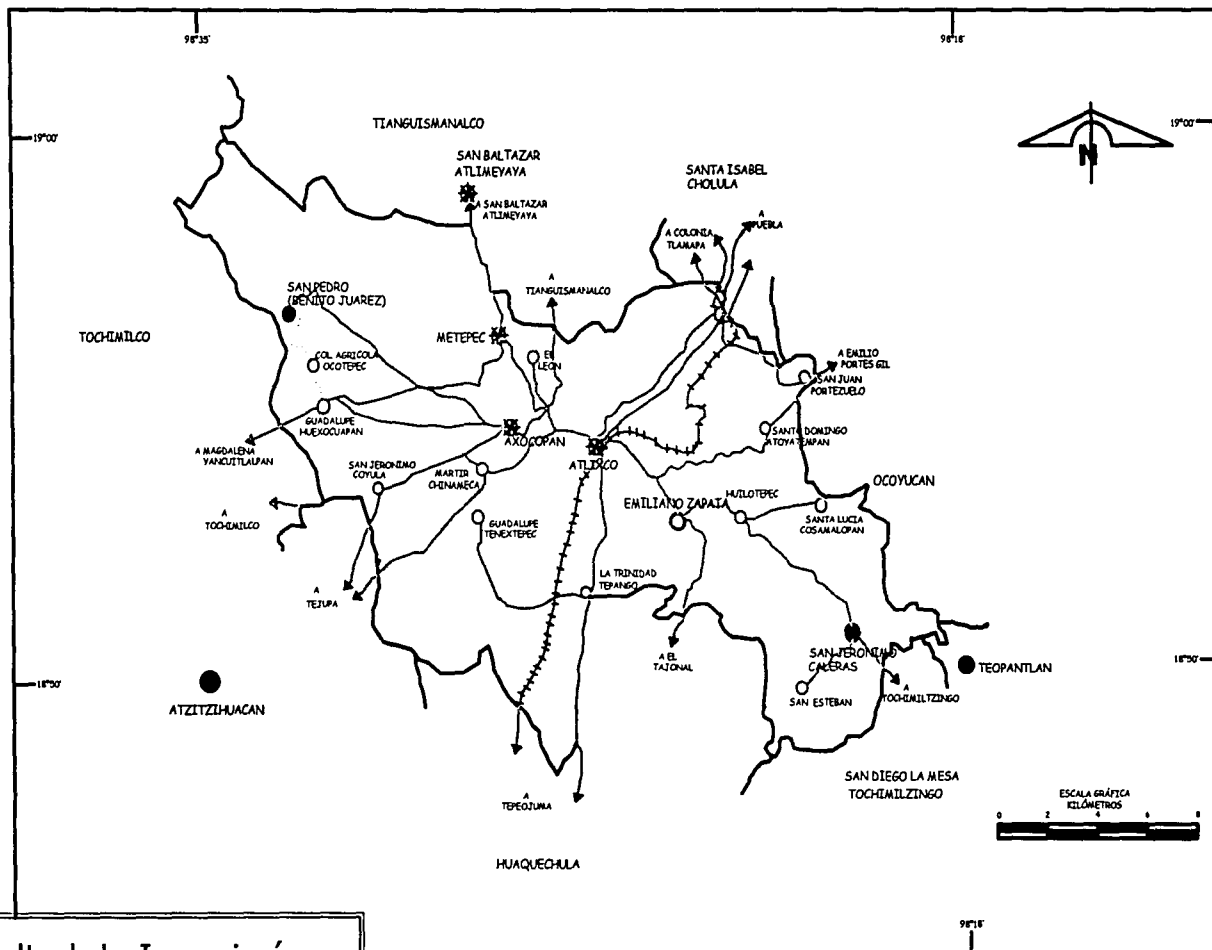 98°35'
98°18'
19°00'
19°00'
TIANGUISMANALCO
SAN BALTAZAR
ATLIMEYAYA
A SAN BALTAZAR
ATLIMEYAYA
SANTA ISABEL
CHOLULA
A
PUEBLA
A COLONIA
TLAMAPA
N
A
TIANGUISMANALCO
SAN PEDRO
(BENITO JUAREZ)
TOCHIMILCO
METEPEC
EL
LEON
COL AGRICOLA
OCOTEPEC
A EMILIO
PORTES GIL
SAN JUAN
PORTEZUELO
GUADALUPE
HUEXOCUAPAN
AXOCOPAN
SANTO DOMINGO
ATOYATEMPAN
A MAGDALENA
YANCUITLALPAN
SAN JERONIMO
COYULA
MARTIR
CHINAMECA
ATLIXCO
OCOYUCAN
EMILIANO ZAPATA
HUILOTEPEC
SANTA LUCIA
COSAMALOPAN
A
TOCHIMILCO
GUADALUPE
TENEXTEPEC
LA TRINIDAD
TEPANGO
A
TEJUPA
A EL
TAJONAL
SAN JERONIMO
CALERAS
TEOPANTLAN
18°50'
18°50'
ATZITZIHUACAN
SAN ESTEBAN
A
TOCHIMILTZINGO
SAN DIEGO LA MESA
TOCHIMILZINGO
ESCALA GRÁFICA
KILÓMETROS
0 2 4 6 8
A
TEPEOJUMA
HUAQUECHULA
98°18'